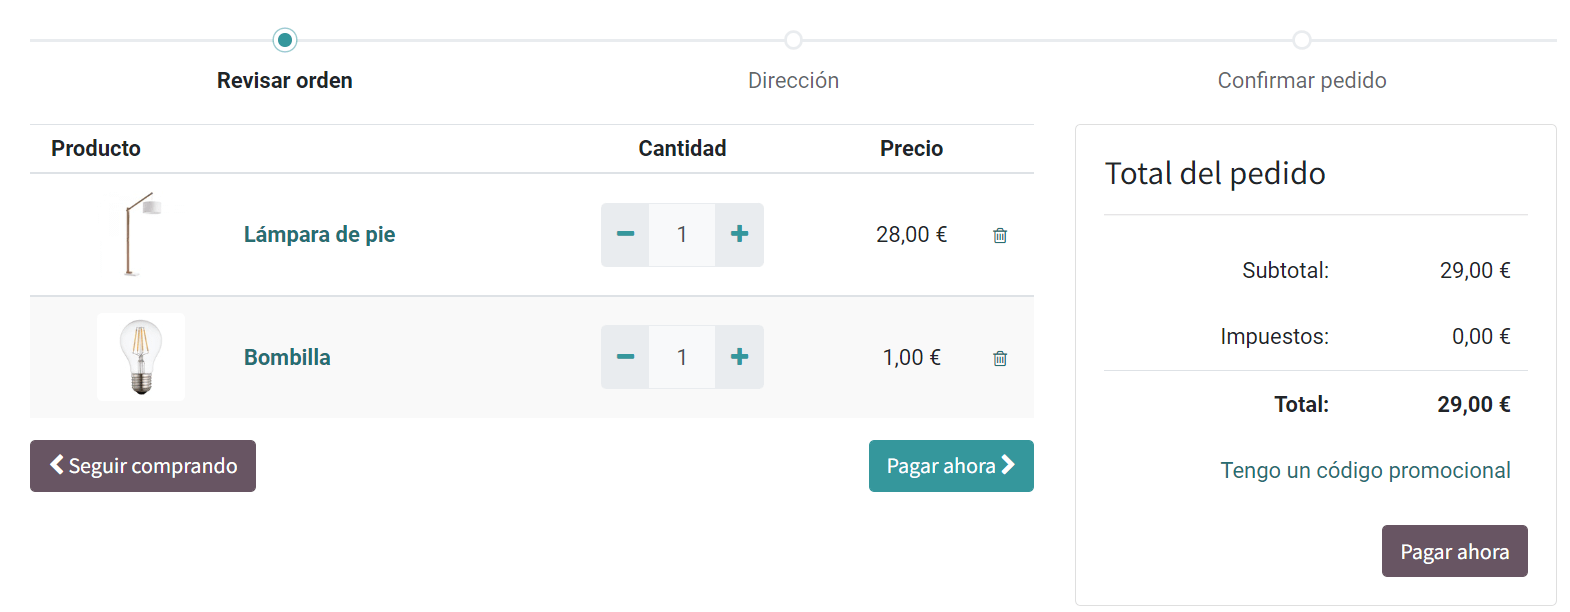 Revisar orden
Dirección
Confirmar pedido
Producto Cantidad Precio
Lámpara de pie 1 28,00 €
Bombilla 1 1,00 €
Seguir comprando
Pagar ahora
Total del pedido
Subtotal: 29,00 €
Impuestos: 0,00 €
Total: 29,00 €
Tengo un código promocional
Pagar ahora